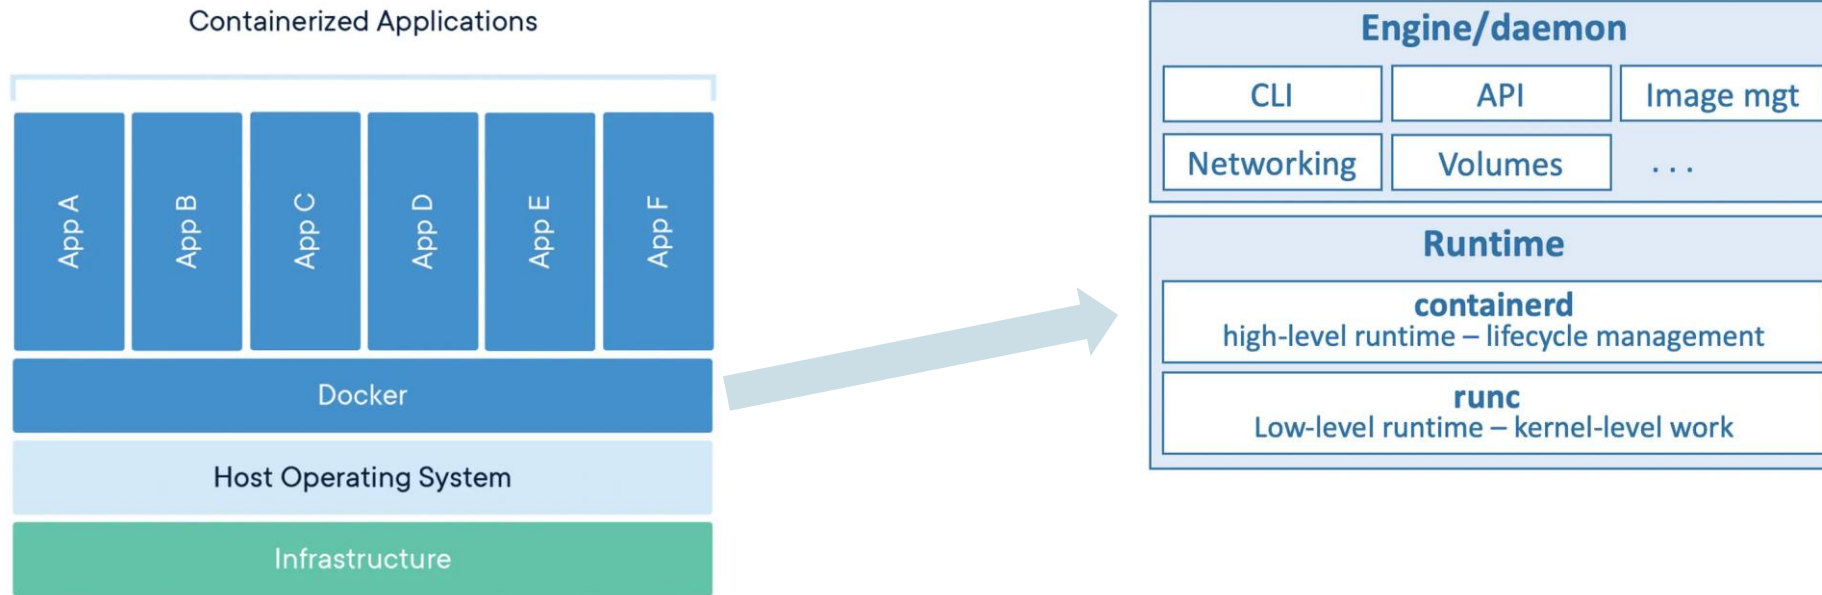 Containerized Applications
App A
App B
App C
App D
App E
App F
Docker
Host Operating System
Infrastructure
Engine/daemon
CLI
API
Image mgt
Networking
Volumes
...
Runtime
containerd
high-level runtime – lifecycle management
runc
Low-level runtime – kernel-level work